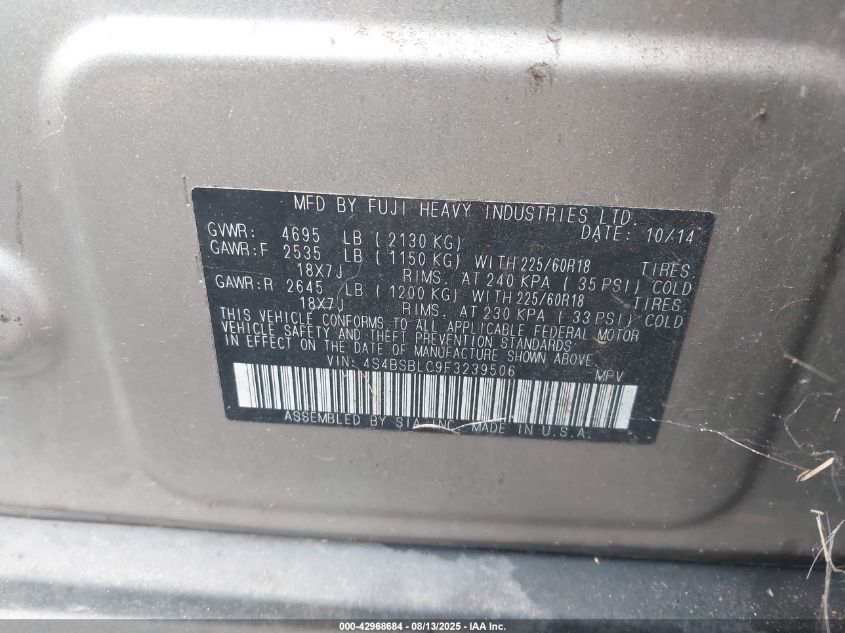 MFD BY FUJI HEAVY INDUSTRIES LTD.
DATE: 10/14
GVWR: 4695 LB ( 2130 KG)
GAWR:F 2535 LB ( 1150 KG) WITH 225/60R18 TIRES.
18X7J RIMS. AT 240 KPA ( 35 PSI) COLD
GAWR:R 2645 LB ( 1200 KG) WITH 225/60R18 TIRES.
18X7J RIMS. AT 230 KPA ( 33 PSI) COLD
THIS VEHICLE CONFORMS TO ALL APPLICABLE FEDERAL MOTOR
VEHICLE SAFETY AND THEFT PREVENTION STANDARDS
IN EFFECT ON THE DATE OF MANUFACTURE SHOWN ABOVE.
VIN: 4S4BSBLC9F3239506 MPV
ASSEMBLED BY SIA,INC. MADE IN U.S.A.
000-42968684 - 08/13/2025 - IAA Inc.